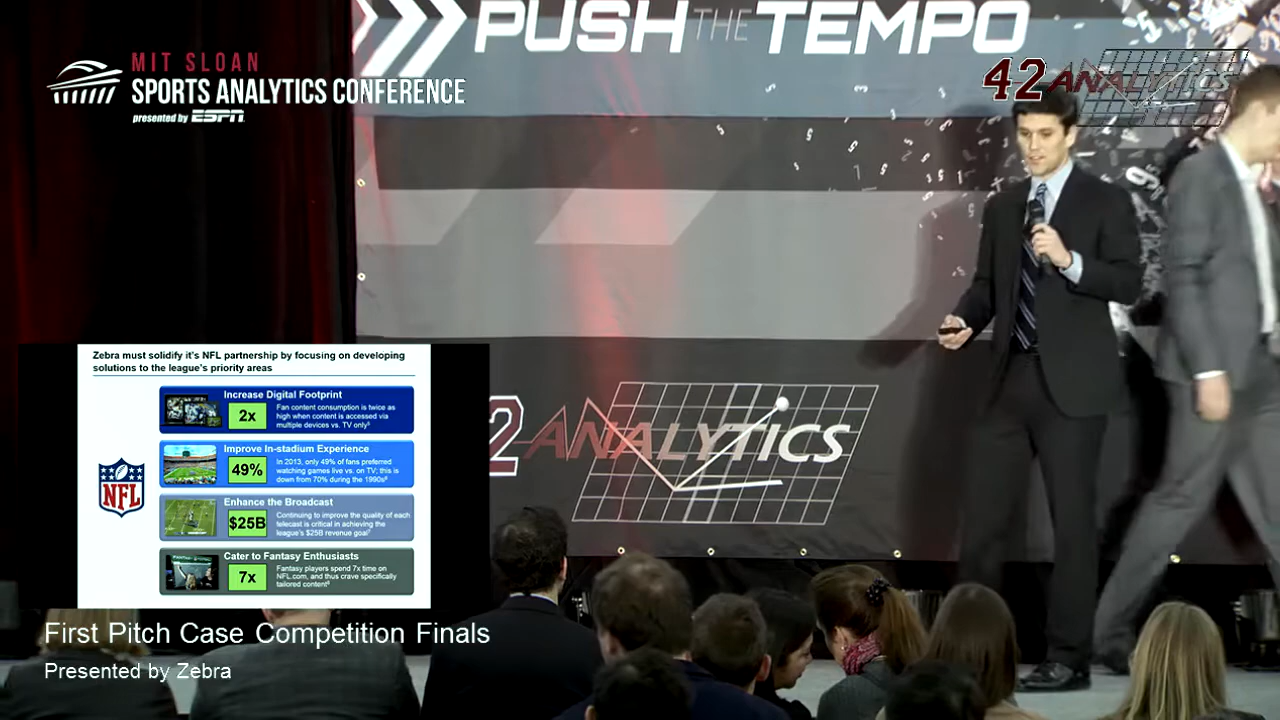 PUSH THE TEMPO
MIT SLOAN
SPORTS ANALYTICS CONFERENCE
presented by ESPN
42 ANALYTICS
Zebra must solidify it's NFL partnership by focusing on developing
solutions to the league's priority areas
Increase Digital Footprint
2x
Fan content consumption is twice as
high when content is accessed via
multiple devices vs. TV only
Improve In-stadium Experience
49%
In 2013, only 49% of fans preferred
watching games live vs. on TV; this is
down from 70% during the 1990s
NFL
Enhance the Broadcast
$25B
Continuing to improve the quality of each
telecast is critical in achieving the
league's $25B revenue goal
Cater to Fantasy Enthusiasts
7x
Fantasy players spend 7x time on
NFL.com, and thus crave specifically
tailored content
2 ANALYTICS
First Pitch Case Competition Finals
Presented by Zebra